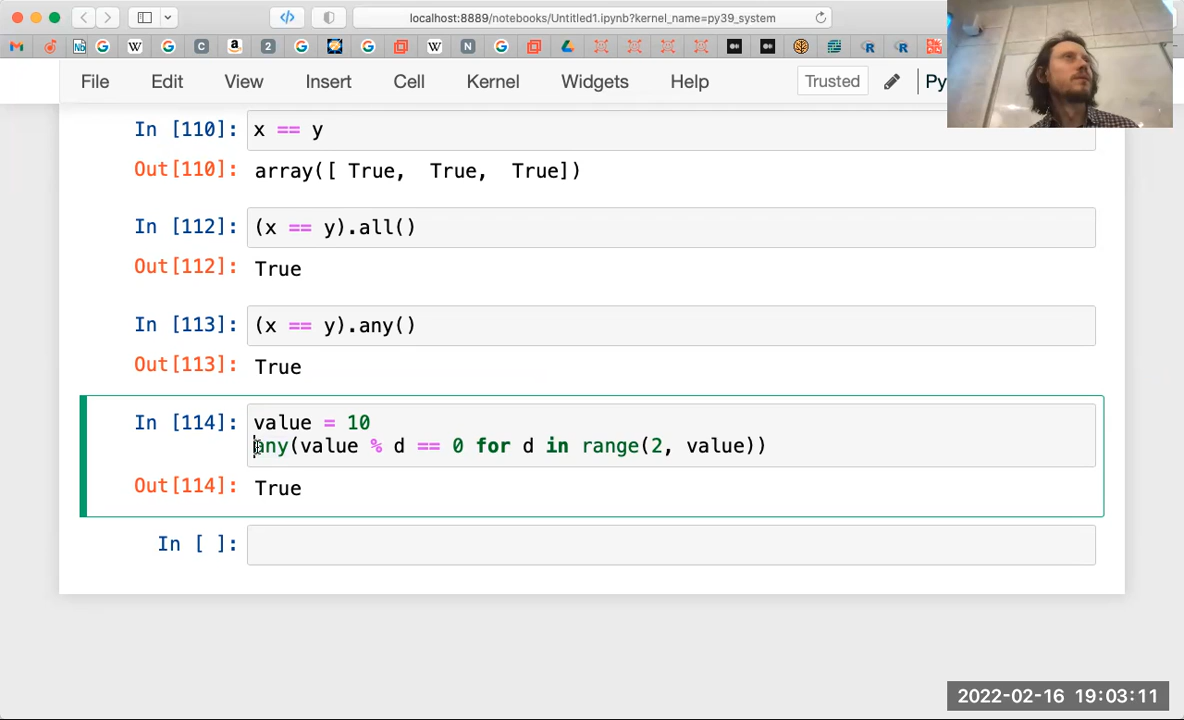 localhost:8889/notebooks/Untitled1.ipynb?kernel_name=py39_system
File Edit View Insert Cell Kernel Widgets Help Trusted Py
In [110]: x == y
Out[110]: array([ True, True, True])
In [112]: (x == y).all()
Out[112]: True
In [113]: (x == y).any()
Out[113]: True
In [114]: value = 10
any(value % d == 0 for d in range(2, value))
Out[114]: True
In [ ]:
2022-02-16 19:03:11